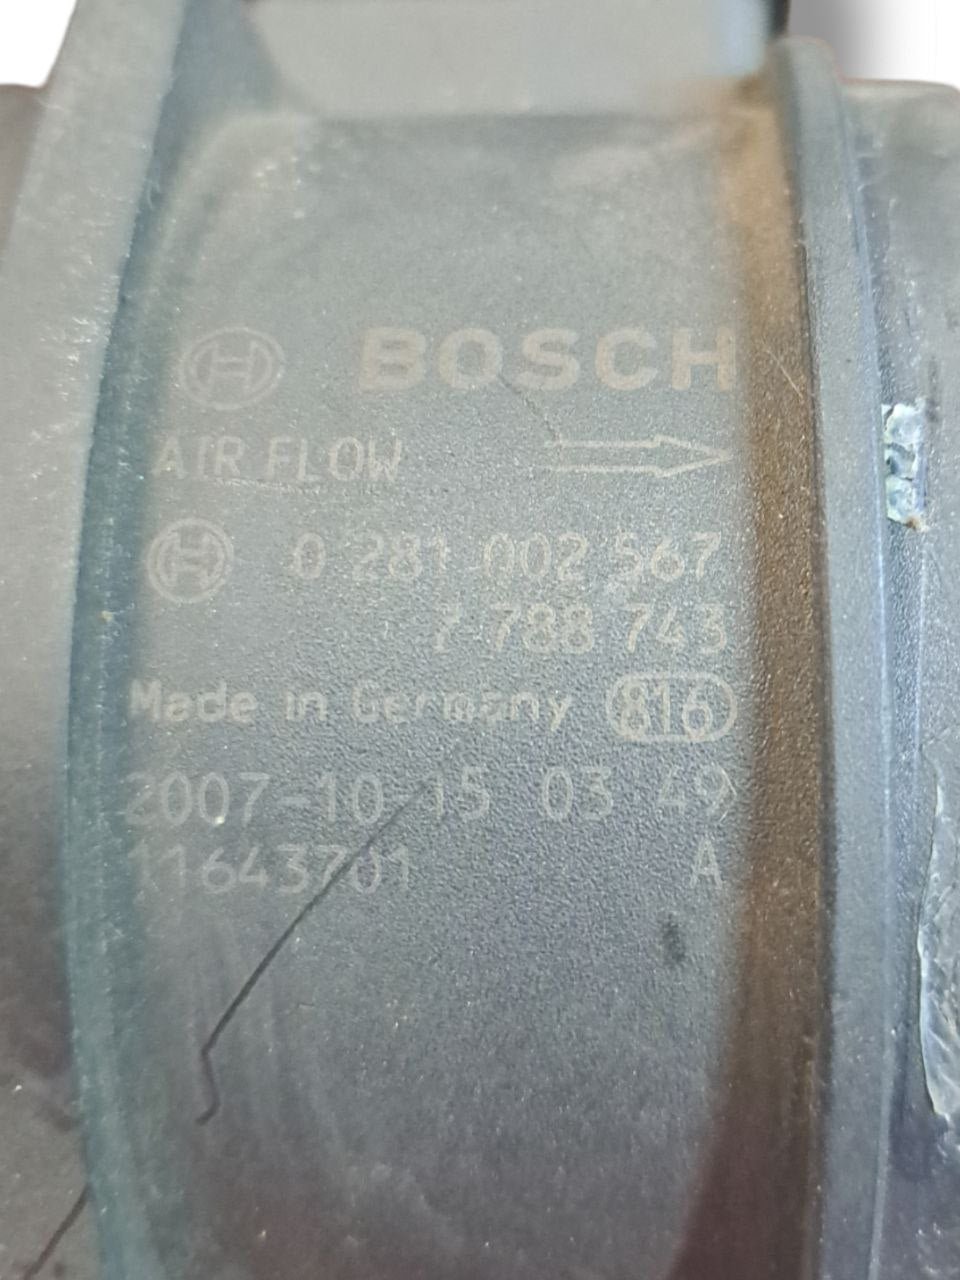 BOSCH
AIR FLOW
0 281 002 567
7 788 743
Made in Germany 816
2007-10-15 03 49
11643701 A